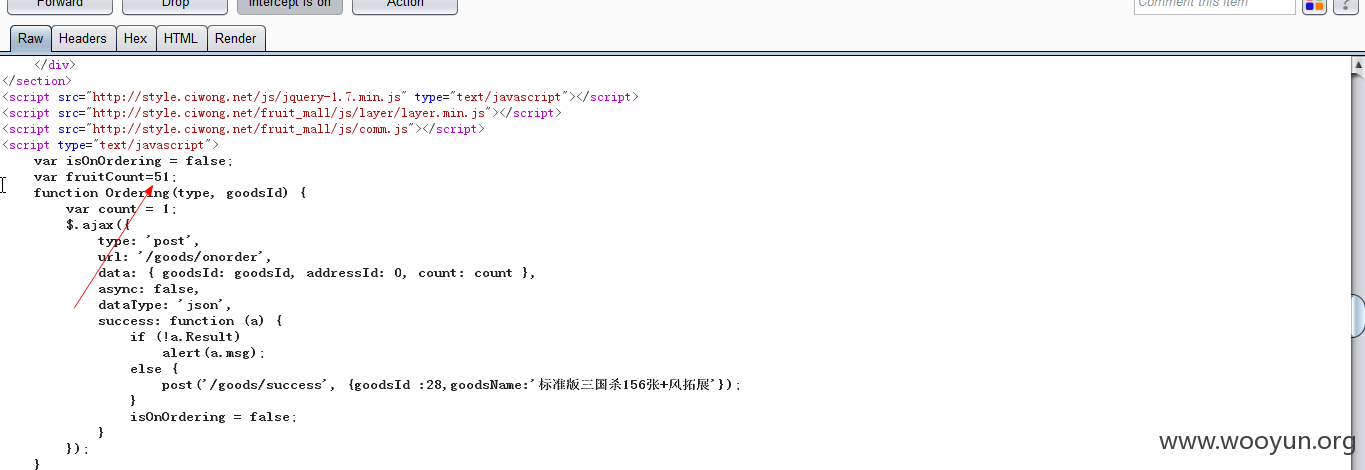 Forward Drop Intercept is on Action Comment this item ?
Raw Headers Hex HTML Render
</div>
</section>
<script src="http://style.ciwong.net/js/jquery-1.7.min.js" type="text/javascript"></script>
<script src="http://style.ciwong.net/fruit_mall/js/layer/layer.min.js"></script>
<script src="http://style.ciwong.net/fruit_mall/js/comm.js"></script>
<script type="text/javascript">
var isOnOrdering = false;
var fruitCount=51;
function Ordering(type, goodsId) {
var count = 1;
$.ajax({
type: 'post',
url: '/goods/onorder',
data: { goodsId: goodsId, addressId: 0, count: count },
async: false,
dataType: 'json',
success: function (a) {
if (!a.Result)
alert(a.msg);
else {
post('/goods/success', {goodsId :28,goodsName:'标准版三国杀156张+风拓展'});
}
isOnOrdering = false;
}
});
}
www.wooyun.org